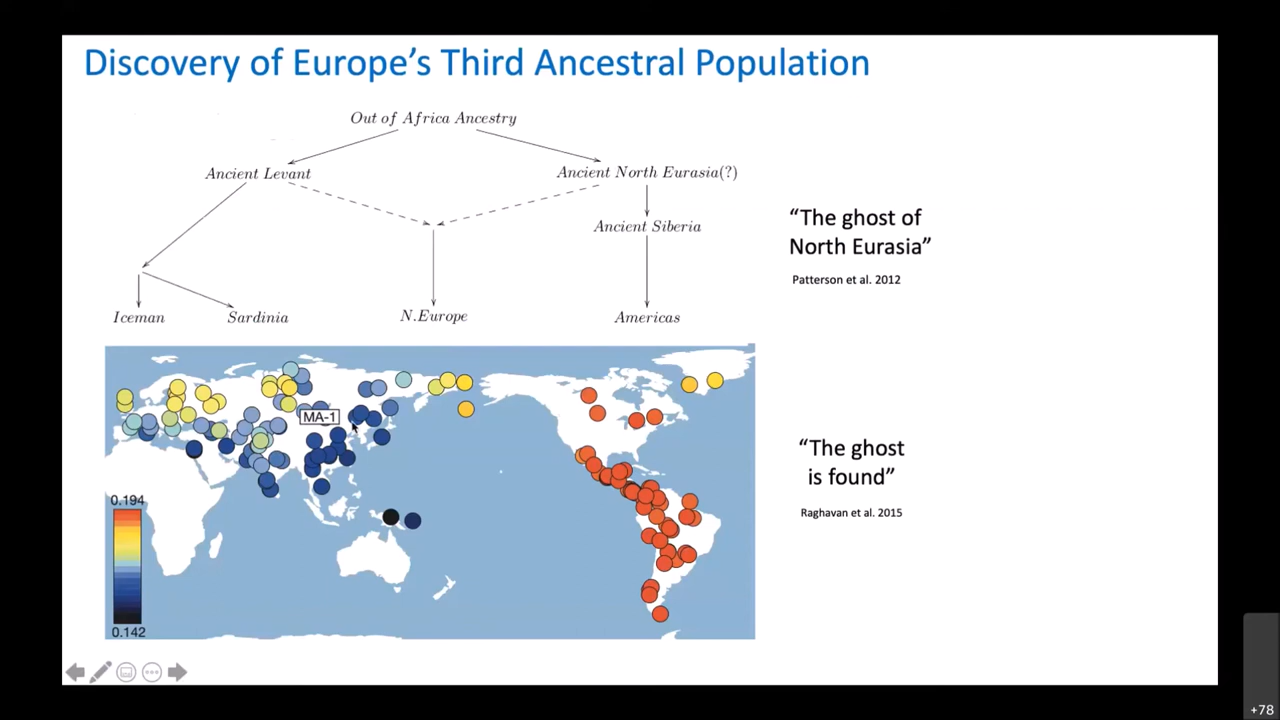 Discovery of Europe's Third Ancestral Population
Out of Africa Ancestry
Ancient Levant
Ancient North Eurasia(?)
Ancient Siberia
Iceman
Sardinia
N.Europe
Americas
“The ghost of
North Eurasia”
Patterson et al. 2012
MA-1
0.194
0.142
“The ghost
is found”
Raghavan et al. 2015
+78